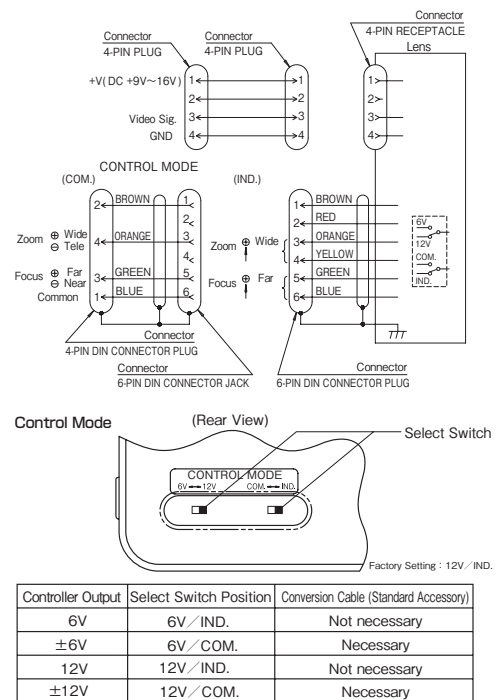 Connector
4-PIN PLUG
Connector
4-PIN PLUG
Connector
4-PIN RECEPTACLE
Lens
+V(DC +9V～16V)
1 1 1
2 2 2
Video Sig. 3 3 3
GND 4 4 4
CONTROL MODE
(COM.) (IND.)
2 BROWN 1
2
Zoom ⊕ Wide
⊖ Tele
4 ORANGE 3
4
Focus ⊕ Far
⊖ Near
3 GREEN 5
Common 1 BLUE 6
1 BROWN
2 RED
Zoom ⊕ Wide
3 ORANGE
4 YELLOW
Focus ⊕ Far
5 GREEN
6 BLUE
6V
12V
COM.
IND.
Connector
4-PIN DIN CONNECTOR PLUG
Connector
6-PIN DIN CONNECTOR JACK
Connector
6-PIN DIN CONNECTOR PLUG
Control Mode
(Rear View)
Select Switch
CONTROL MODE
6V 12V COM. IND.
Factory Setting : 12V／IND.
Controller Output Select Switch Position Conversion Cable (Standard Accessory)
6V 6V／IND. Not necessary
±6V 6V／COM. Necessary
12V 12V／IND. Not necessary
±12V 12V／COM. Necessary